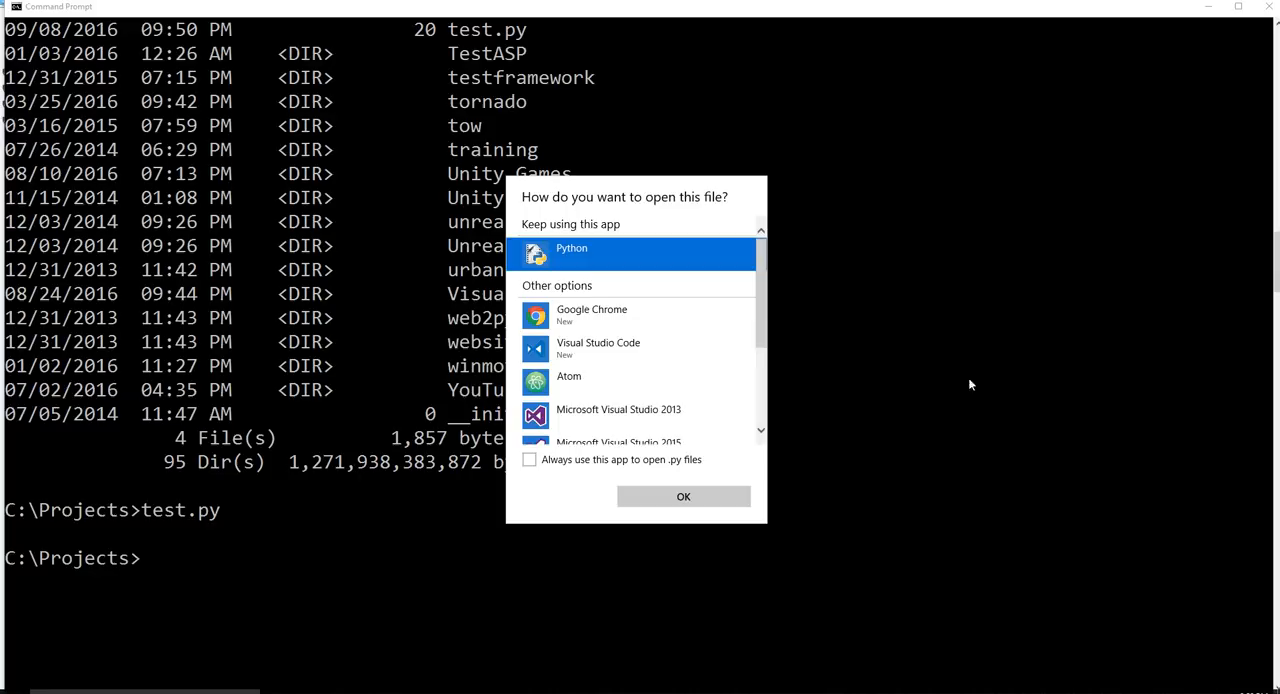 Command Prompt
09/08/2016  09:50 PM                20 test.py
01/03/2016  12:26 AM    <DIR>          TestASP
12/31/2015  07:15 PM    <DIR>          testframework
03/25/2016  09:42 PM    <DIR>          tornado
03/16/2015  07:59 PM    <DIR>          tow
07/26/2014  06:29 PM    <DIR>          training
08/10/2016  07:13 PM    <DIR>          Unity Games
11/15/2014  01:08 PM    <DIR>          Unity
12/03/2014  09:26 PM    <DIR>          unrea
12/03/2014  09:26 PM    <DIR>          Unrea
12/31/2013  11:42 PM    <DIR>          urban
08/24/2016  09:44 PM    <DIR>          Visua
12/31/2013  11:43 PM    <DIR>          web2p
12/31/2013  11:43 PM    <DIR>          websi
01/02/2016  11:27 PM    <DIR>          winmo
07/02/2016  04:35 PM    <DIR>          YouTu
07/05/2014  11:47 AM                 0 __ini
4 File(s)          1,857 byte
95 Dir(s)  1,271,938,383,872 b
C:\Projects>test.py
C:\Projects>
How do you want to open this file?
Keep using this app
Python
Other options
Google Chrome
New
Visual Studio Code
New
Atom
Microsoft Visual Studio 2013
Microsoft Visual Studio 2015
Always use this app to open .py files
OK